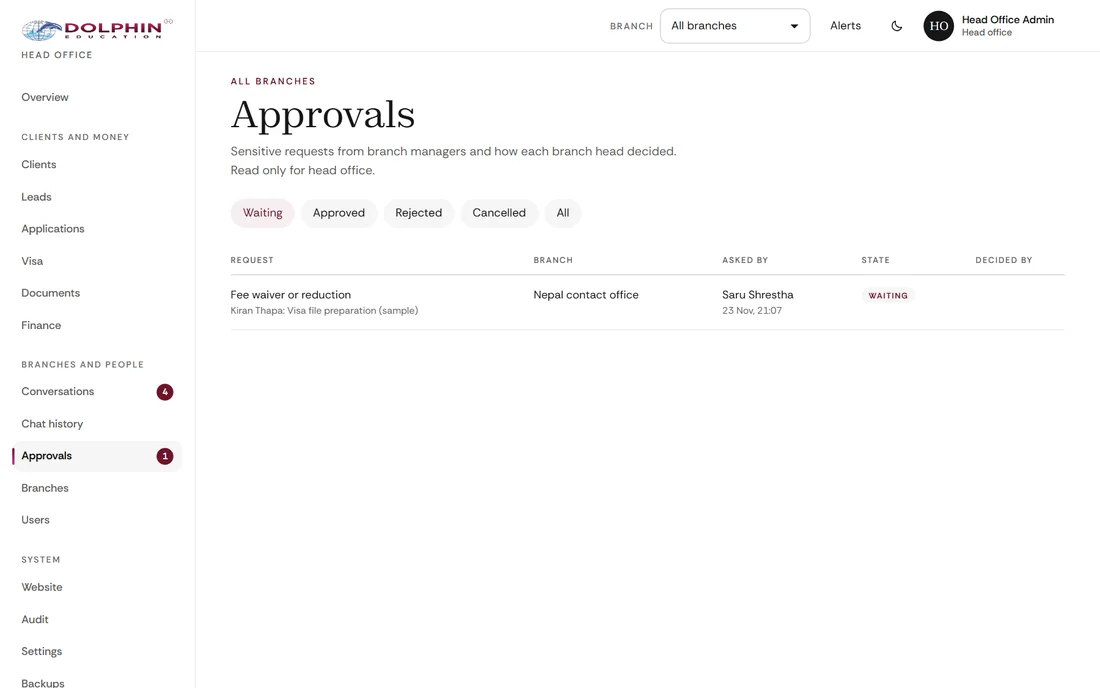 DOLPHIN
EDUCATION
HEAD OFFICE
Overview
CLIENTS AND MONEY
Clients
Leads
Applications
Visa
Documents
Finance
BRANCHES AND PEOPLE
Conversations 4
Chat history
Approvals 1
Branches
Users
SYSTEM
Website
Audit
Settings
Backups
BRANCH All branches Alerts HO Head Office Admin
Head office
ALL BRANCHES
Approvals
Sensitive requests from branch managers and how each branch head decided.
Read only for head office.
Waiting Approved Rejected Cancelled All
REQUEST BRANCH ASKED BY STATE DECIDED BY
Fee waiver or reduction Nepal contact office Saru Shrestha WAITING
Kiran Thapa: Visa file preparation (sample) 23 Nov, 21:07